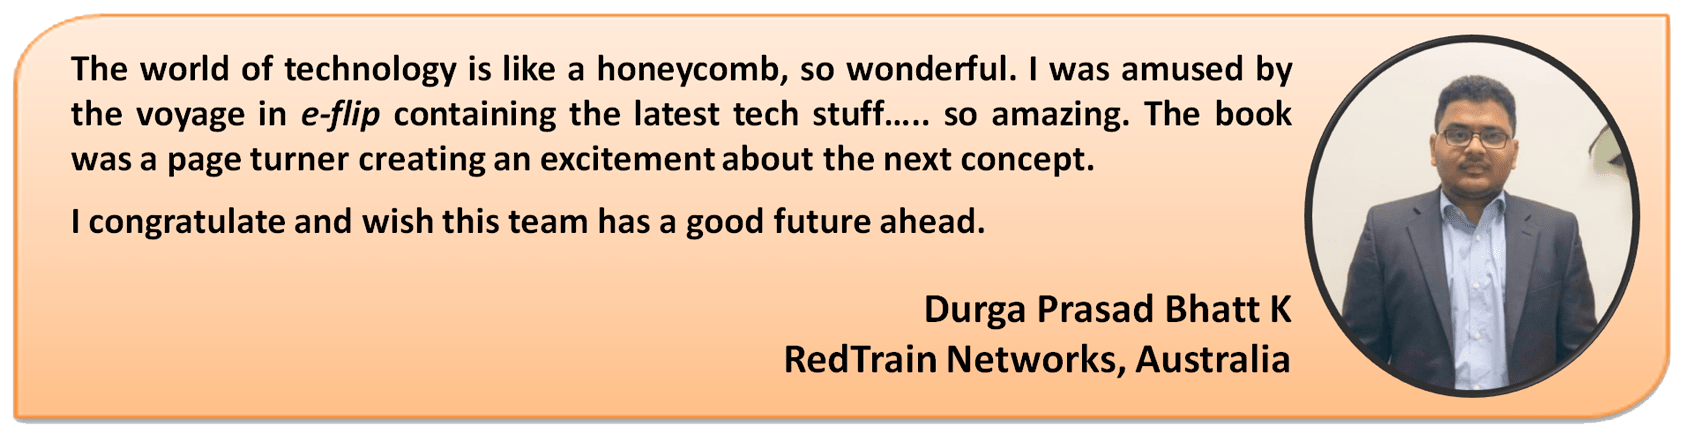 The world of technology is like a honeycomb, so wonderful. I was amused by
the voyage in e-flip containing the latest tech stuff..... so amazing. The book
was a page turner creating an excitement about the next concept.
I congratulate and wish this team has a good future ahead.
Durga Prasad Bhatt K
RedTrain Networks, Australia